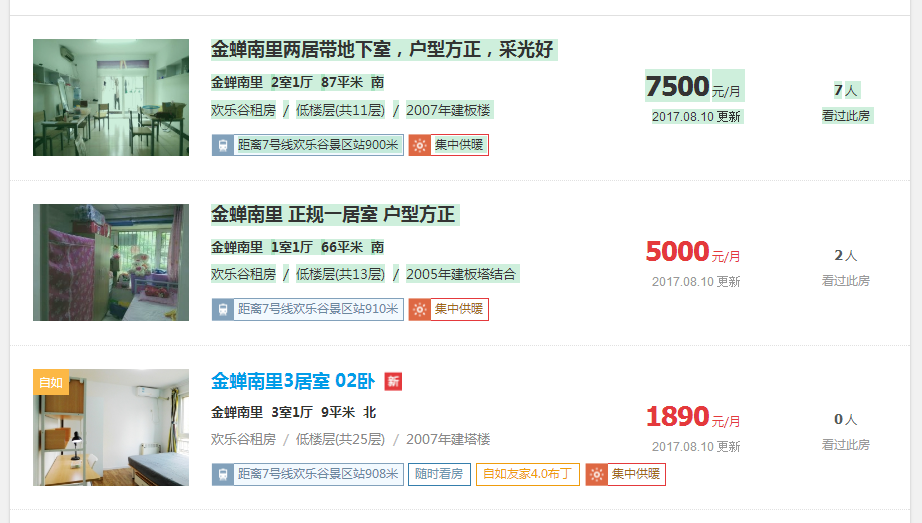 金蝉南里两居带地下室，户型方正，采光好
金蝉南里 2室1厅 87平米 南
欢乐谷租房 / 低楼层(共11层) / 2007年建板楼
距离7号线欢乐谷景区站900米 集中供暖
7500 元/月
2017.08.10 更新
7 人
看过此房
金蝉南里 正规一居室 户型方正
金蝉南里 1室1厅 66平米 南
欢乐谷租房 / 低楼层(共13层) / 2005年建板塔结合
距离7号线欢乐谷景区站910米 集中供暖
5000 元/月
2017.08.10 更新
2 人
看过此房
自如
金蝉南里3居室 02卧 新
金蝉南里 3室1厅 9平米 北
欢乐谷租房 / 低楼层(共25层) / 2007年建塔楼
距离7号线欢乐谷景区站908米 随时看房 自如友家4.0布丁 集中供暖
1890 元/月
2017.08.10 更新
0 人
看过此房